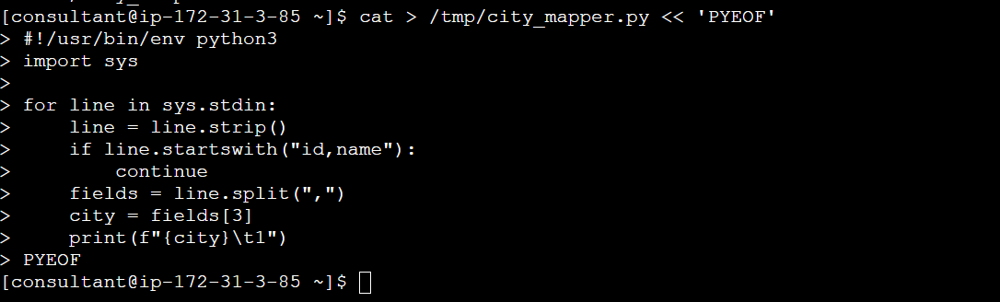 [consultant@ip-172-31-3-85 ~]$ cat > /tmp/city_mapper.py << 'PYEOF'
> #!/usr/bin/env python3
> import sys
>
> for line in sys.stdin:
>     line = line.strip()
>     if line.startswith("id,name"):
>         continue
>     fields = line.split(",")
>     city = fields[3]
>     print(f"{city}\t1")
> PYEOF
[consultant@ip-172-31-3-85 ~]$